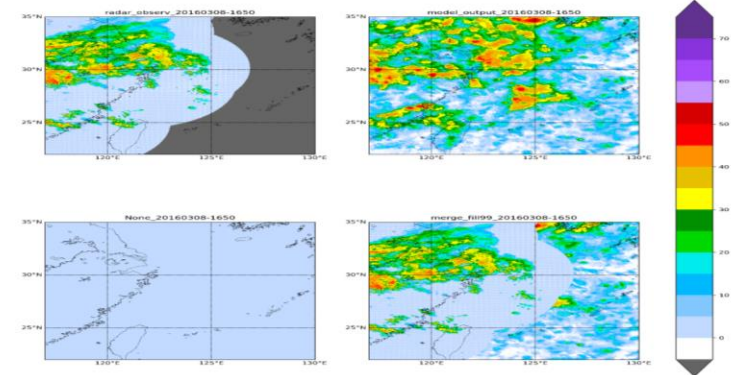 radar_observ_20160308-1650
model_output_20160308-1650
35°N
30°N
25°N
120°E
125°E
130°E
35°N
30°N
25°N
120°E
125°E
130°E
None_20160308-1650
merge_fill99_20160308-1650
35°N
30°N
25°N
120°E
125°E
130°E
35°N
30°N
25°N
120°E
125°E
130°E
70
60
50
40
30
20
10
0